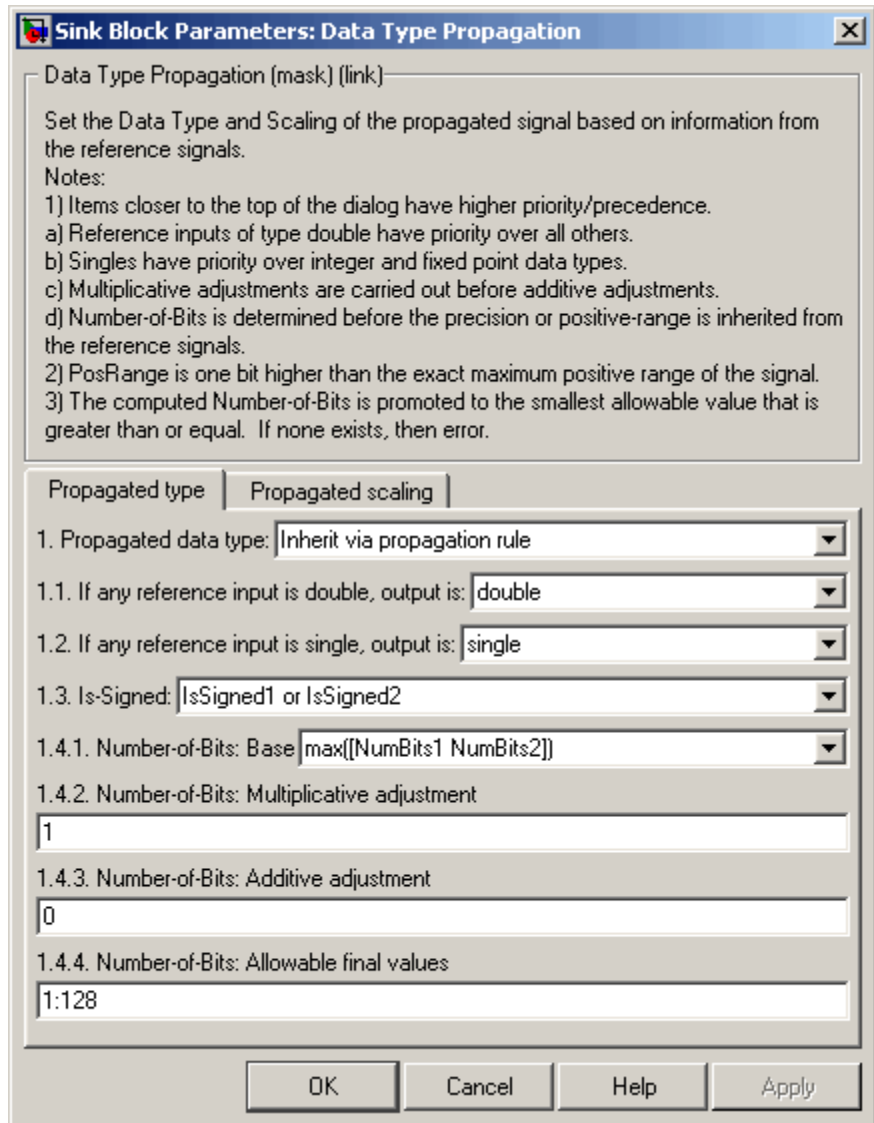 Sink Block Parameters: Data Type Propagation
Data Type Propagation (mask) (link)
Set the Data Type and Scaling of the propagated signal based on information from
the reference signals.
Notes:
1) Items closer to the top of the dialog have higher priority/precedence.
a) Reference inputs of type double have priority over all others.
b) Singles have priority over integer and fixed point data types.
c) Multiplicative adjustments are carried out before additive adjustments.
d) Number-of-Bits is determined before the precision or positive-range is inherited from
the reference signals.
2) PosRange is one bit higher than the exact maximum positive range of the signal.
3) The computed Number-of-Bits is promoted to the smallest allowable value that is
greater than or equal.  If none exists, then error.
Propagated type Propagated scaling
1. Propagated data type: Inherit via propagation rule
1.1. If any reference input is double, output is: double
1.2. If any reference input is single, output is: single
1.3. Is-Signed: IsSigned1 or IsSigned2
1.4.1. Number-of-Bits: Base max([NumBits1 NumBits2])
1.4.2. Number-of-Bits: Multiplicative adjustment
1
1.4.3. Number-of-Bits: Additive adjustment
0
1.4.4. Number-of-Bits: Allowable final values
1:128
OK Cancel Help Apply